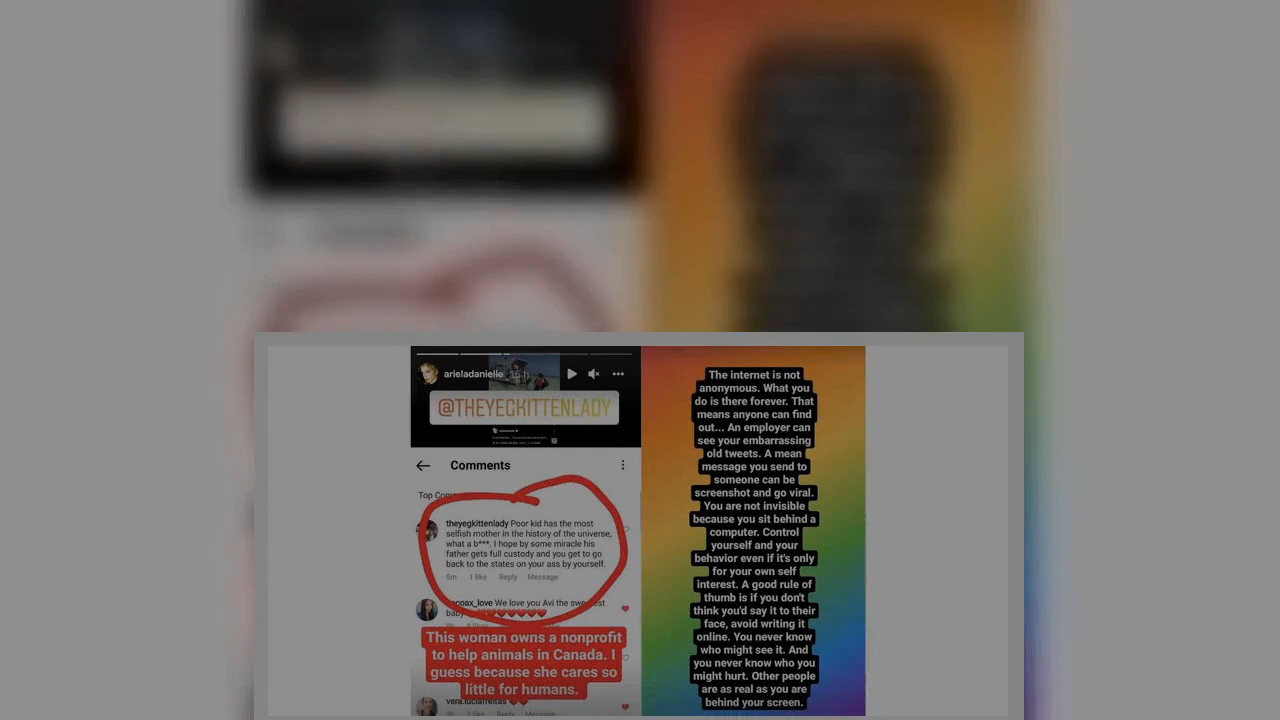 arieladanielle 15 h
@THEYEGKITTENLADY
Comments
Top Com
theyegkittenlady Poor kid has the most
selfish mother in the history of the universe,
what a b***. I hope by some miracle his
father gets full custody and you get to go
back to the states on your ass by yourself.
5m 1 like Reply Message
We love you Avi the sweetest
This woman owns a nonprofit
to help animals in Canada. I
guess because she cares so
little for humans.
vera.luciafreitas
Reply Message
The internet is not
anonymous. What you
do is there forever. That
means anyone can find
out... An employer can
see your embarrassing
old tweets. A mean
message you send to
someone can be
screenshot and go viral.
You are not invisible
because you sit behind a
computer. Control
yourself and your
behavior even if it's only
for your own self
interest. A good rule of
thumb is if you don't
think you'd say it to their
face, avoid writing it
online. You never know
who might see it. And
you never know who you
might hurt. Other people
are as real as you are
behind your screen.